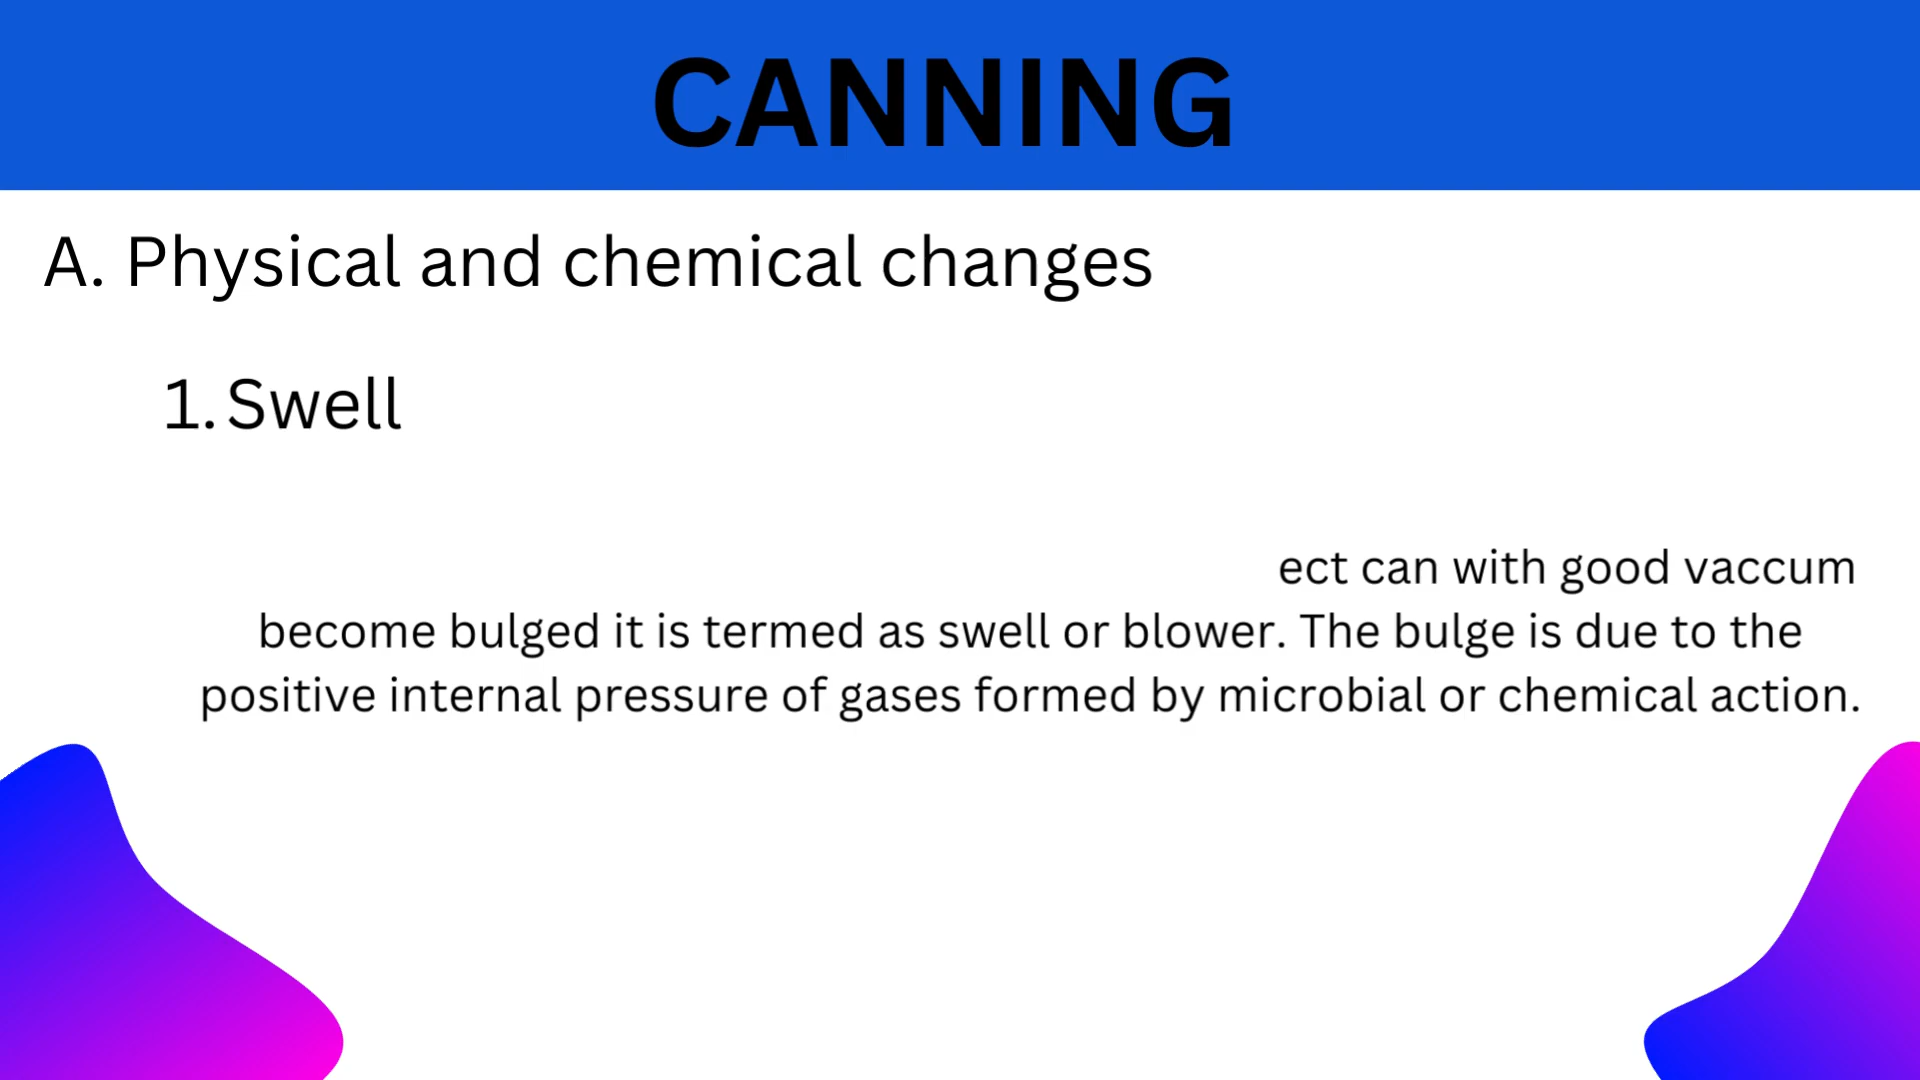 CANNING
A. Physical and chemical changes
1. Swell
ect can with good vaccum
become bulged it is termed as swell or blower. The bulge is due to the
positive internal pressure of gases formed by microbial or chemical action.